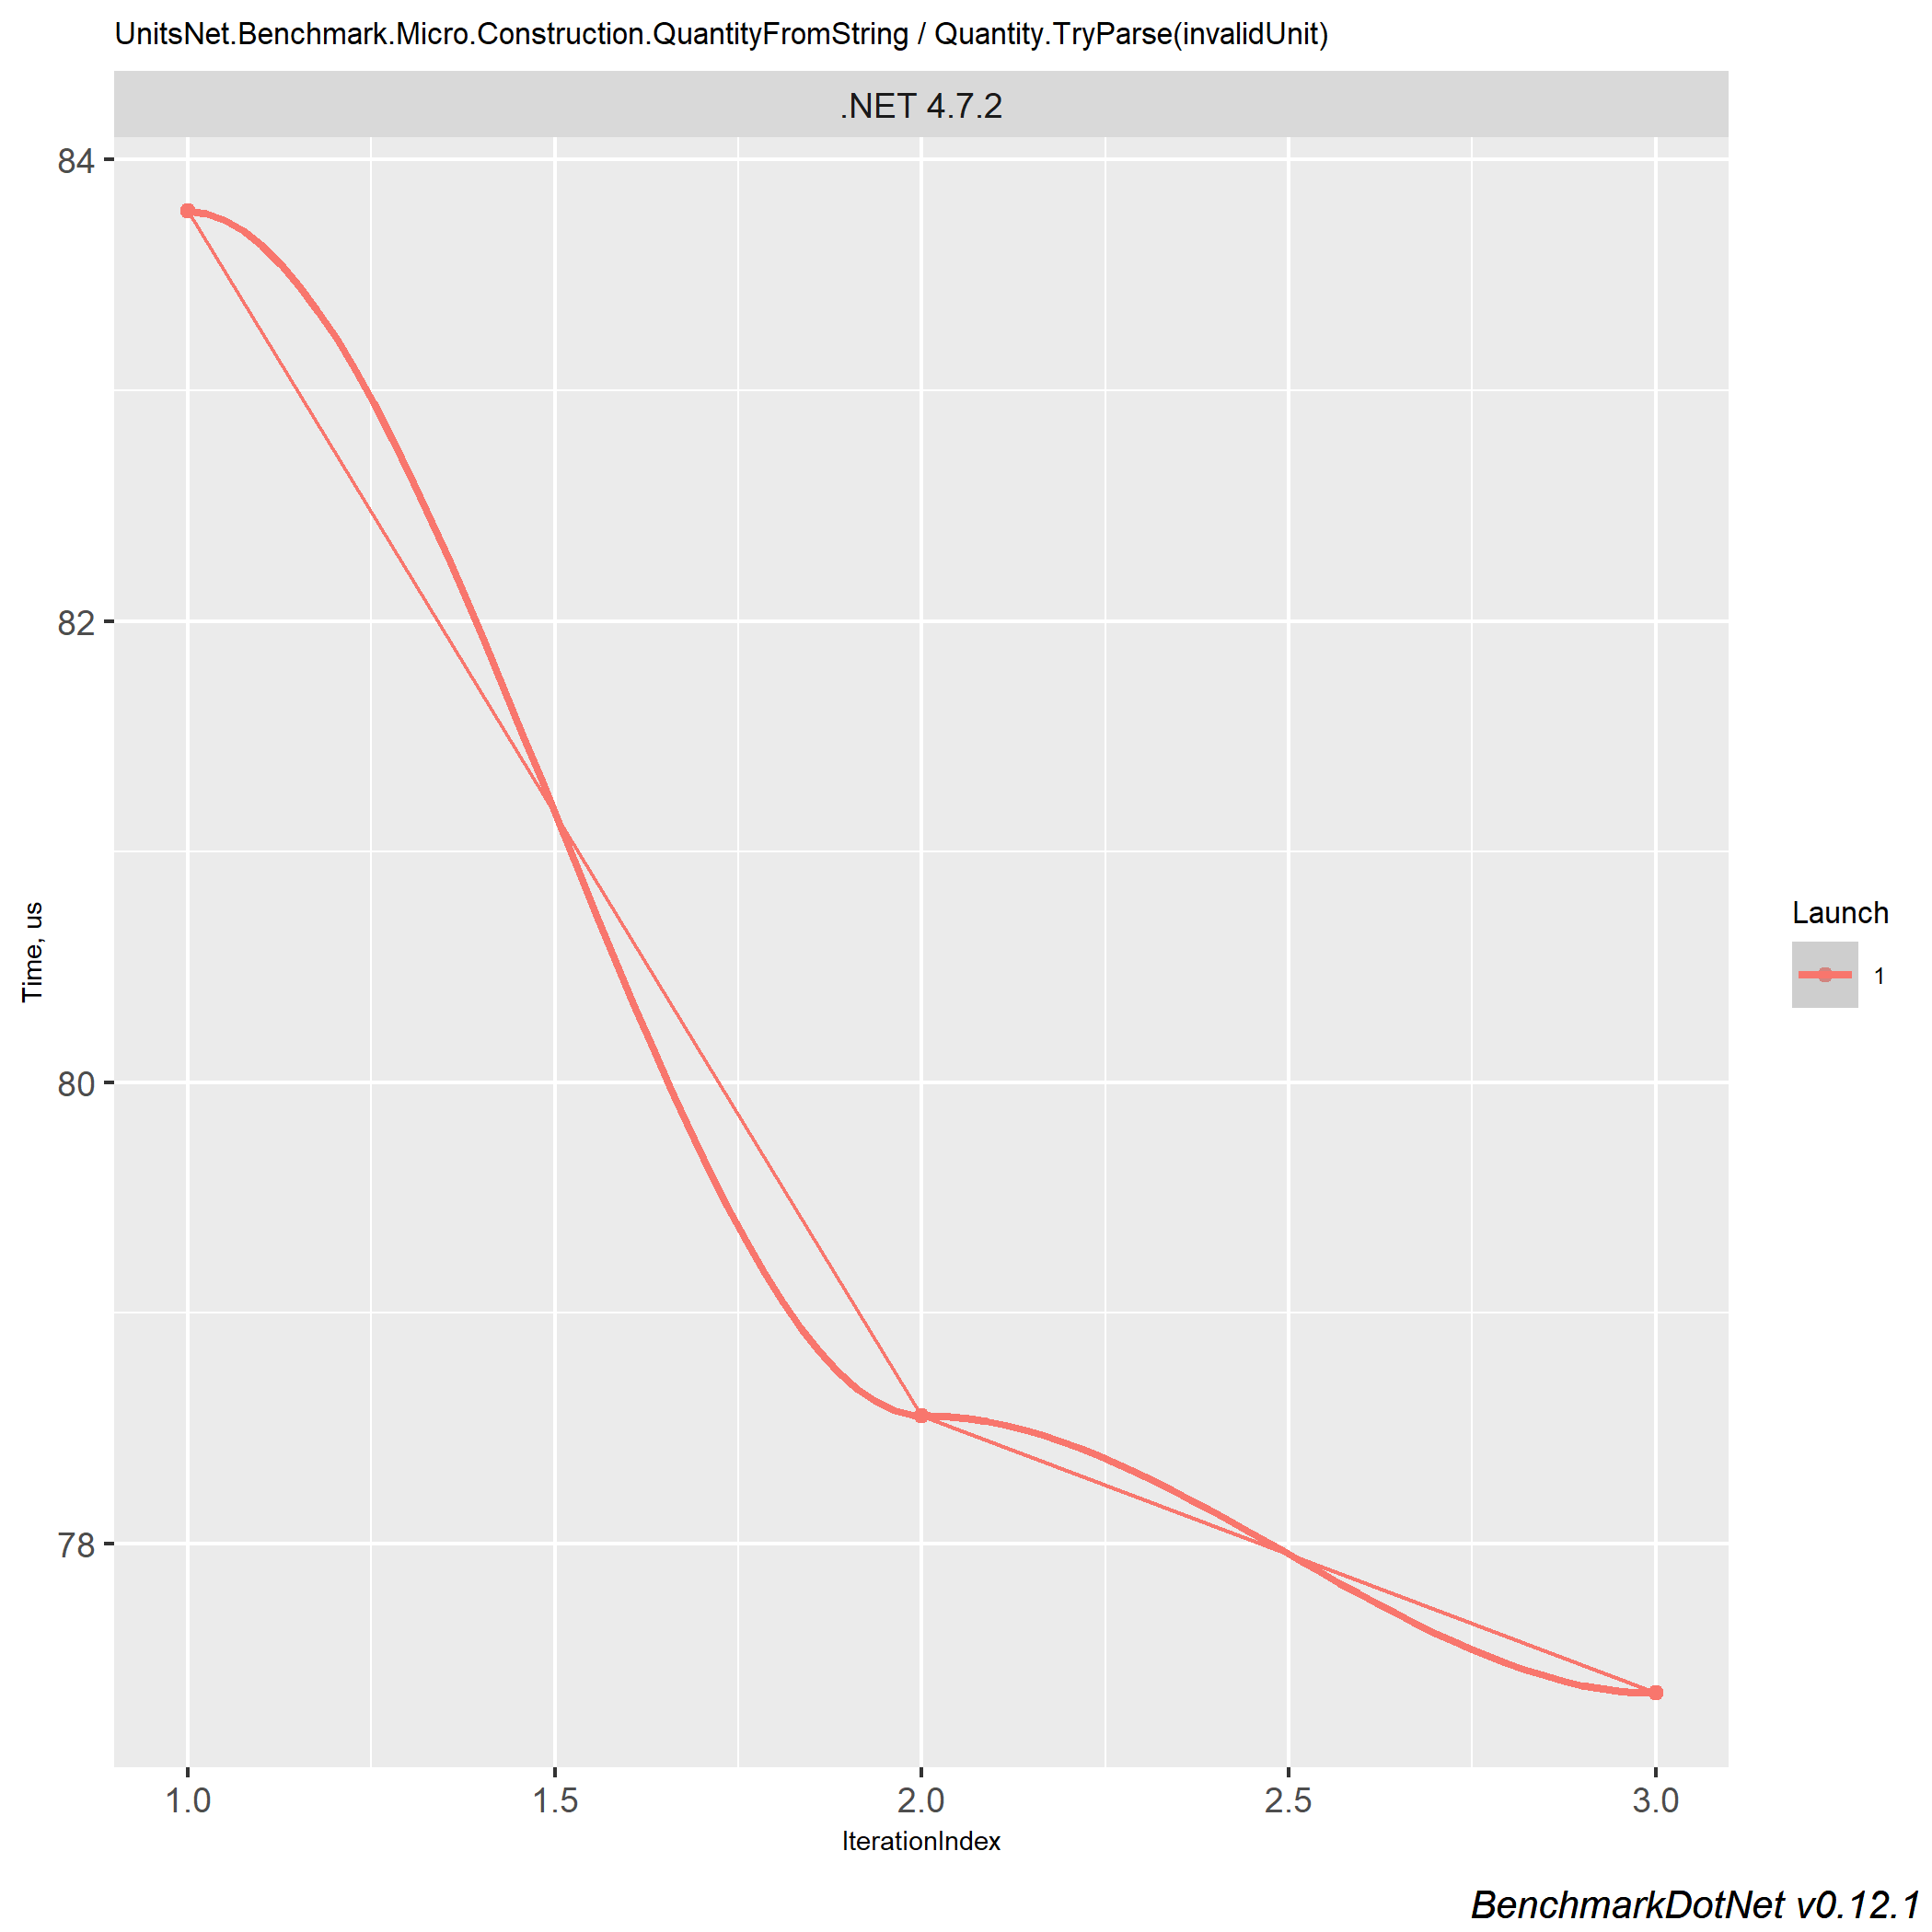 UnitsNet.Benchmark.Micro.Construction.QuantityFromString / Quantity.TryParse(invalidUnit)
.NET 4.7.2
84
82
80
78
Time, us
1.0 1.5 2.0 2.5 3.0
IterationIndex
Launch
1
BenchmarkDotNet v0.12.1